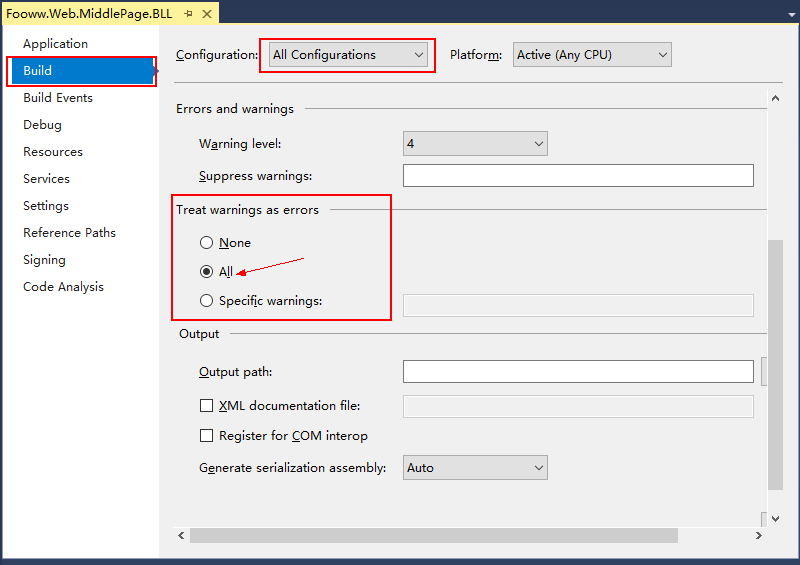 Fooww.Web.MiddlePage.BLL
Application
Build
Build Events
Debug
Resources
Services
Settings
Reference Paths
Signing
Code Analysis
Configuration: All Configurations Platform: Active (Any CPU)
Errors and warnings
Warning level: 4
Suppress warnings:
Treat warnings as errors
None
All
Specific warnings:
Output
Output path:
XML documentation file:
Register for COM interop
Generate serialization assembly: Auto